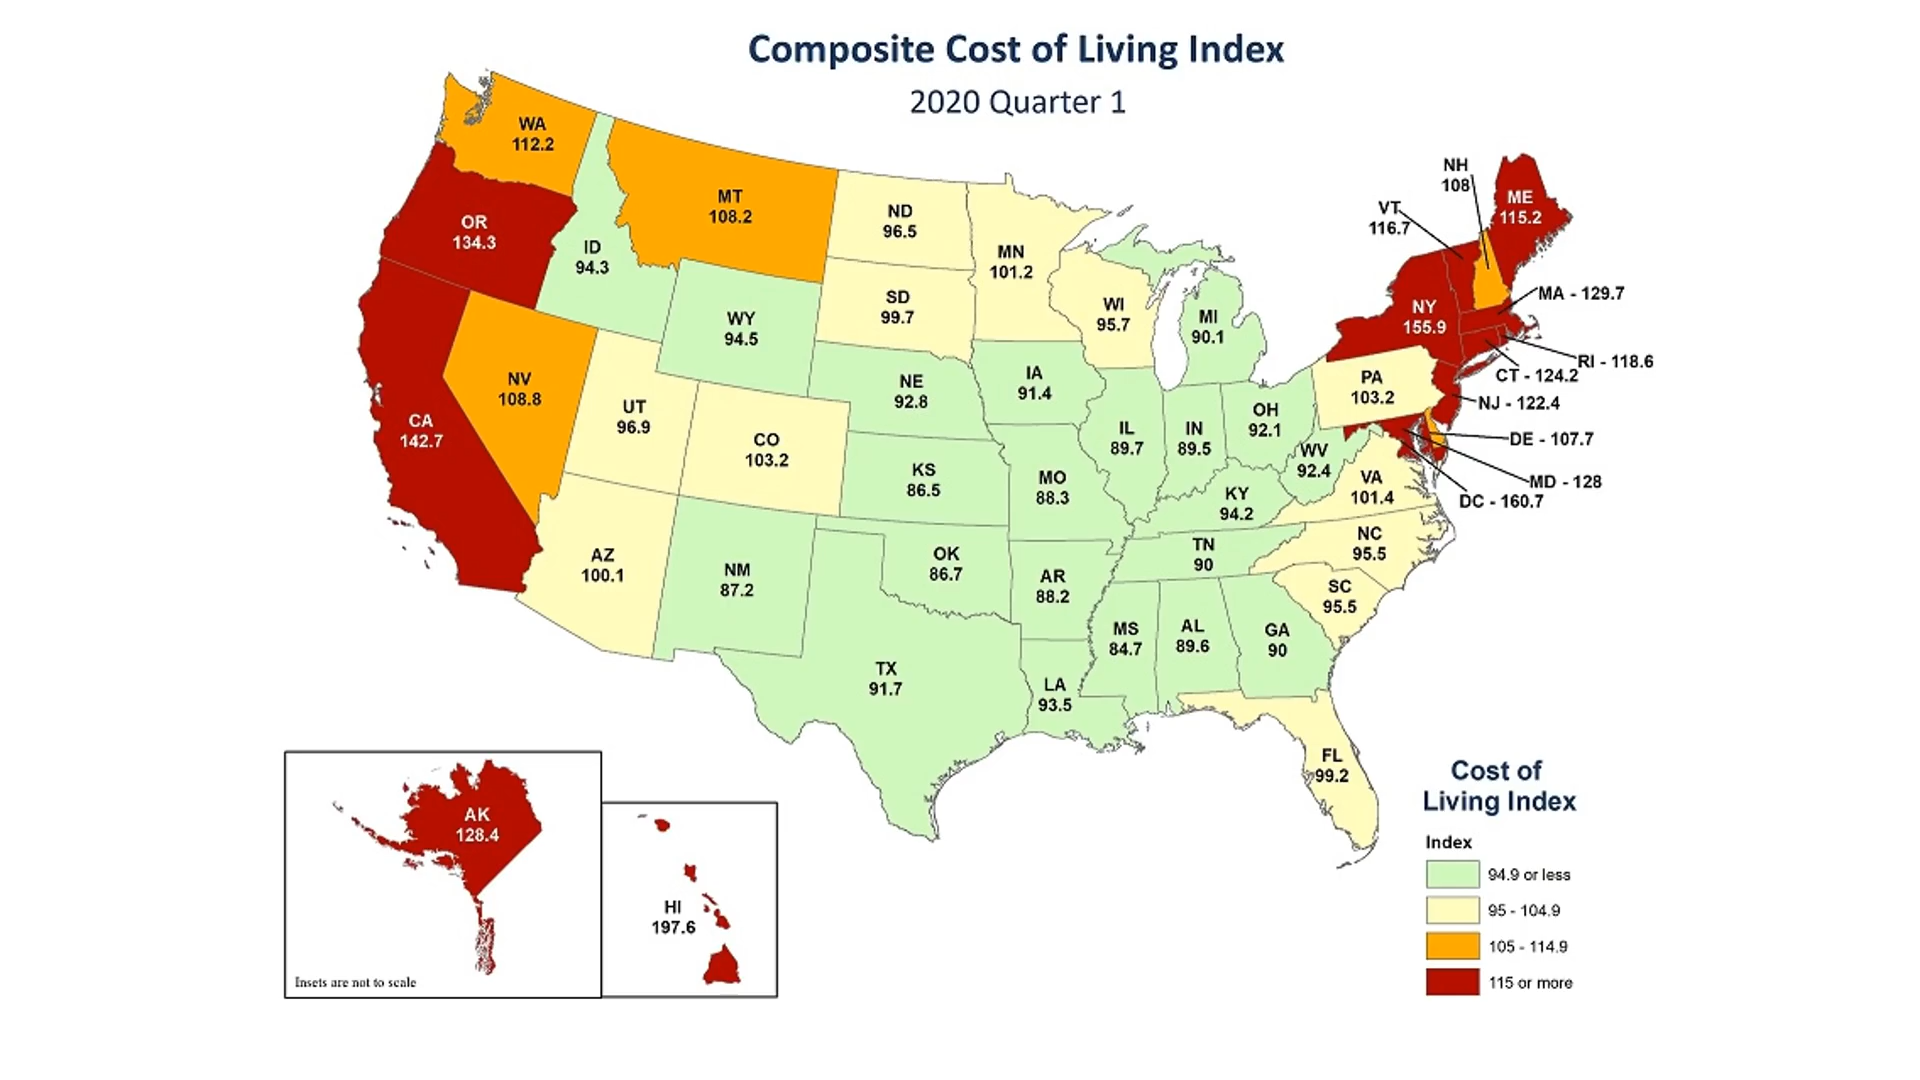 Composite Cost of Living Index
2020 Quarter 1
WA
112.2
OR
134.3
CA
142.7
ID
94.3
NV
108.8
MT
108.2
WY
94.5
UT
96.9
CO
103.2
AZ
100.1
NM
87.2
ND
96.5
SD
99.7
NE
92.8
KS
86.5
OK
86.7
TX
91.7
MN
101.2
IA
91.4
MO
88.3
AR
88.2
LA
93.5
WI
95.7
IL
89.7
MI
90.1
IN
89.5
OH
92.1
KY
94.2
TN
90
MS
84.7
AL
89.6
GA
90
FL
99.2
SC
95.5
NC
95.5
VA
101.4
WV
92.4
PA
103.2
NY
155.9
VT
116.7
NH
108
ME
115.2
MA - 129.7
RI - 118.6
CT - 124.2
NJ - 122.4
DE - 107.7
MD - 128
DC - 160.7
AK
128.4
Insets are not to scale
HI
197.6
Cost of
Living Index
Index
94.9 or less
95 - 104.9
105 - 114.9
115 or more